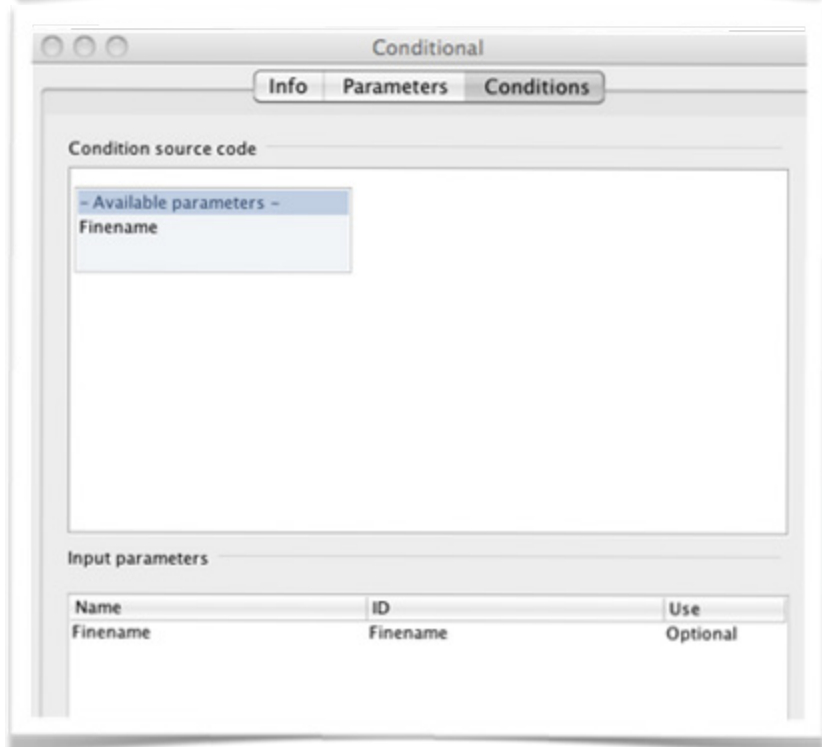 Conditional
Info Parameters Conditions
Condition source code
- Available parameters -
Finename
Input parameters
Name ID Use
Finename Finename Optional